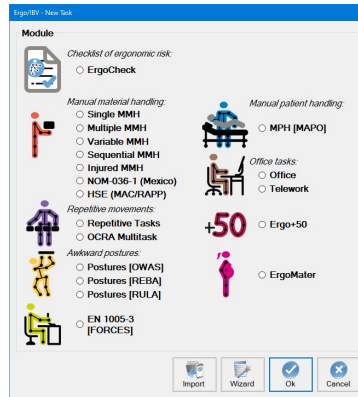 Ergo/IBV - New Task
Module
Checklist of ergonomic risk:
ErgoCheck
Manual material handling:
Single MMH
Multiple MMH
Variable MMH
Sequential MMH
Injured MMH
NOM-036-1 (Mexico)
HSE (MAC/RAPP)
Repetitive movements:
Repetitive Tasks
OCRA Multitask
Awkward postures:
Postures [OWAS]
Postures [REBA]
Postures [RULA]
EN 1005-3
[FORCES]
Manual patient handling:
MPH [MAPO]
Office tasks:
Office
Telework
+50
Ergo+50
ErgoMater
Import
Wizard
Ok
Cancel